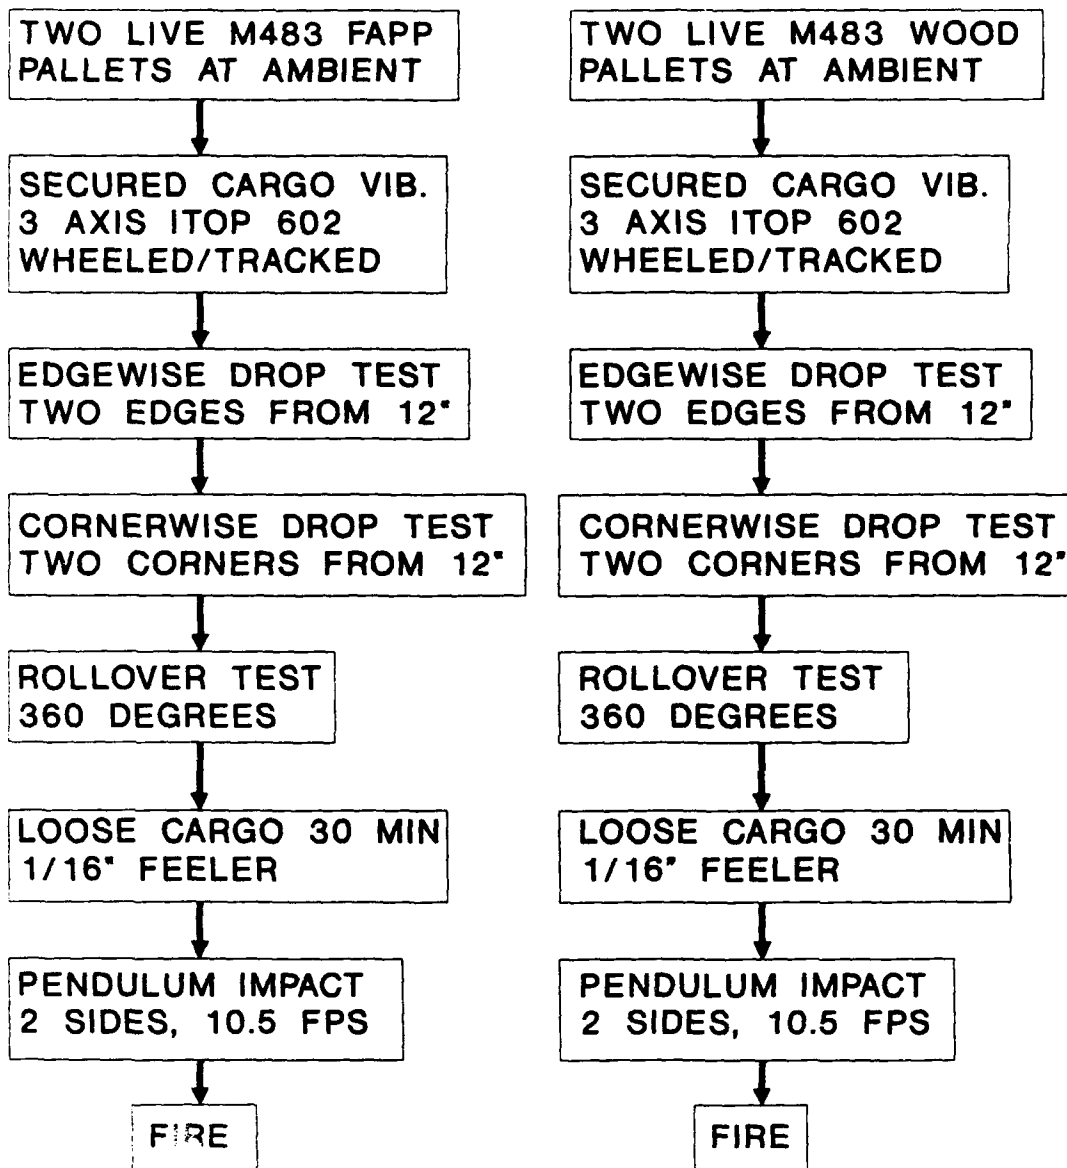 TWO LIVE M483 FAPP
PALLETS AT AMBIENT
SECURED CARGO VIB.
3 AXIS ITOP 602
WHEELED/TRACKED
EDGEWISE DROP TEST
TWO EDGES FROM 12"
CORNERWISE DROP TEST
TWO CORNERS FROM 12"
ROLLOVER TEST
360 DEGREES
LOOSE CARGO 30 MIN
1/16" FEELER
PENDULUM IMPACT
2 SIDES, 10.5 FPS
FIRE
TWO LIVE M483 WOOD
PALLETS AT AMBIENT
SECURED CARGO VIB.
3 AXIS ITOP 602
WHEELED/TRACKED
EDGEWISE DROP TEST
TWO EDGES FROM 12"
CORNERWISE DROP TEST
TWO CORNERS FROM 12"
ROLLOVER TEST
360 DEGREES
LOOSE CARGO 30 MIN
1/16" FEELER
PENDULUM IMPACT
2 SIDES, 10.5 FPS
FIRE